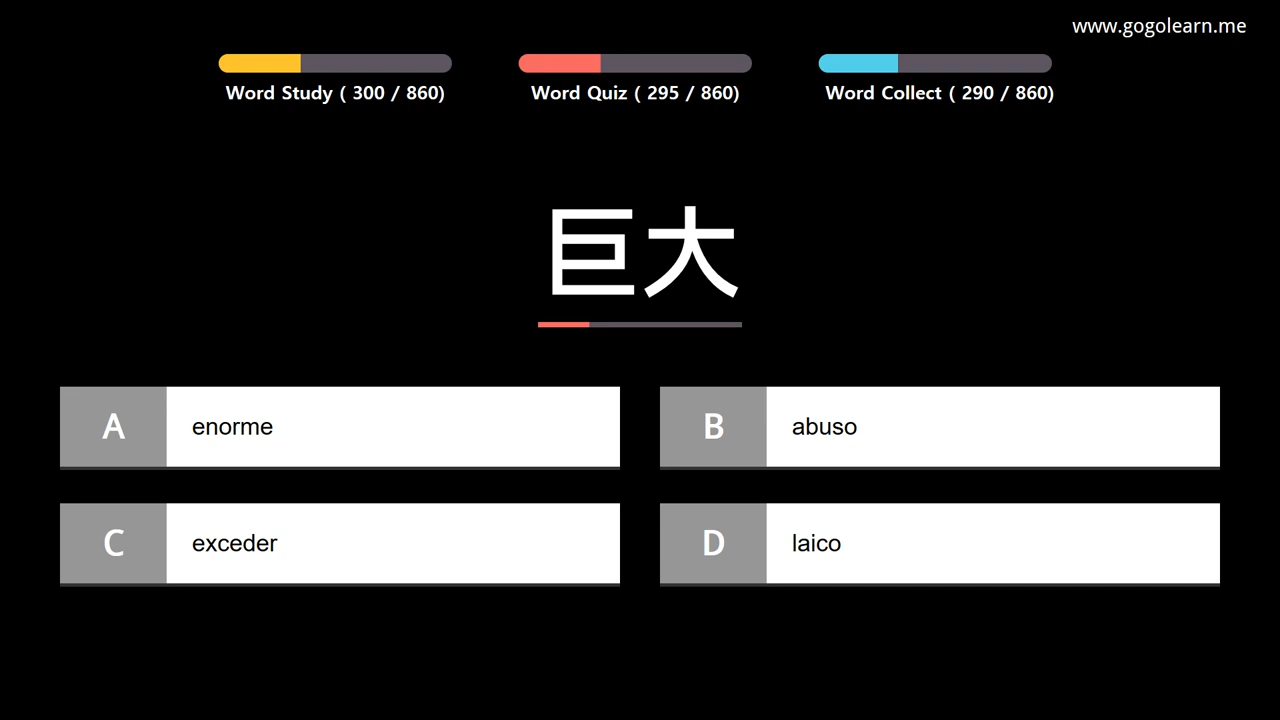 www.gogolearn.me
Word Study ( 300 / 860)
Word Quiz ( 295 / 860)
Word Collect ( 290 / 860)
巨大
A enorme
B abuso
C exceder
D laico